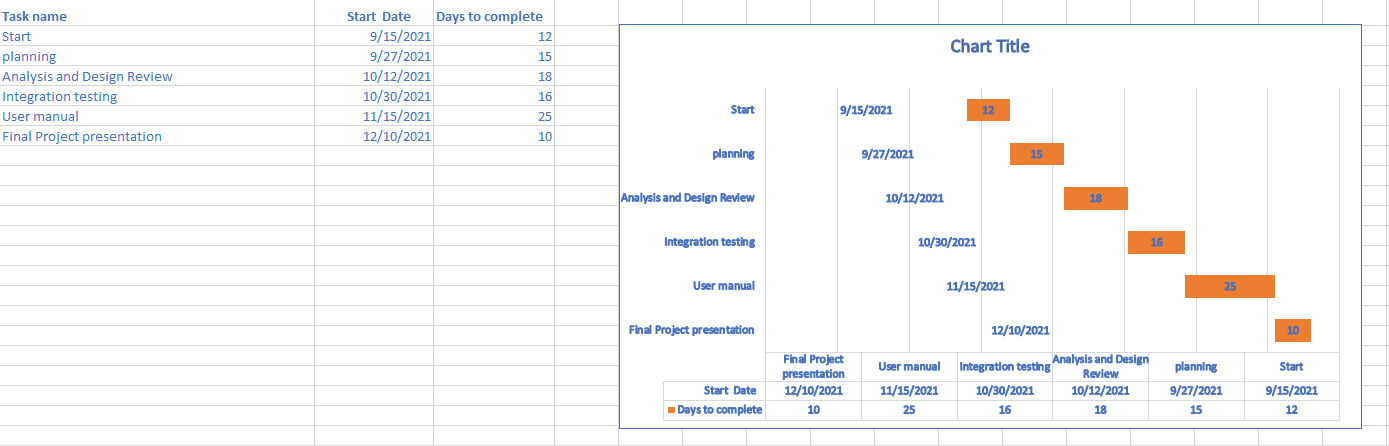 Task name Start  Date Days to complete
Start 9/15/2021 12
planning 9/27/2021 15
Analysis and Design Review 10/12/2021 18
Integration testing 10/30/2021 16
User manual 11/15/2021 25
Final Project presentation 12/10/2021 10
Chart Title
Start 9/15/2021 12
planning 9/27/2021 15
Analysis and Design Review 10/12/2021 18
Integration testing 10/30/2021 16
User manual 11/15/2021 25
Final Project presentation 12/10/2021 10
Final Project presentation User manual Integration testing Analysis and Design Review planning Start
Start  Date 12/10/2021 11/15/2021 10/30/2021 10/12/2021 9/27/2021 9/15/2021
Days to complete 10 25 16 18 15 12